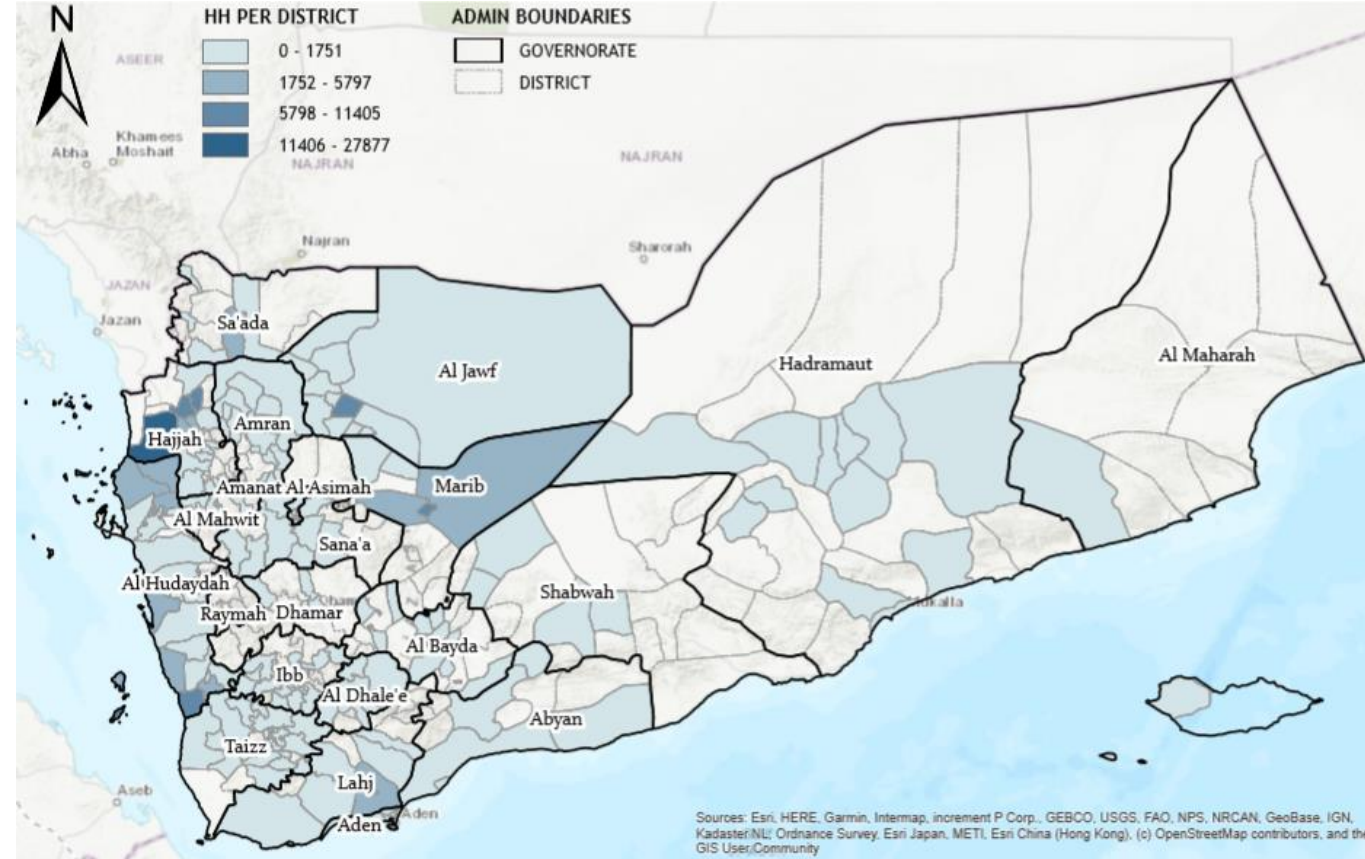 N
HH PER DISTRICT
0 - 1751
1752 - 5797
5798 - 11405
11406 - 27877
ADMIN BOUNDARIES
GOVERNORATE
DISTRICT
ASEER
Khamees
Moshait
Abha
NAJRAN
NAJRAN
Najran
Sharorah
JAZAN
Jazan
Sa'ada
Al Jawf
Hadramaut
Al Maharah
Hajjah
Amran
Amanat Al Asimah
Marib
Al Mahwit
Sana'a
Al Hudaydah
Raymah
Dhamar
Shabwah
Al Bayda
Ibb
Al Dhale'e
Abyan
Taizz
Lahj
Aseb
Aden
Aden
Sources: Esri, HERE, Garmin, Intermap, increment P Corp., GEBCO, USGS, FAO, NPS, NRCAN, GeoBase, IGN,
Kadaster NL, Ordnance Survey, Esri Japan, METI, Esri China (Hong Kong), (c) OpenStreetMap contributors, and the
GIS User Community